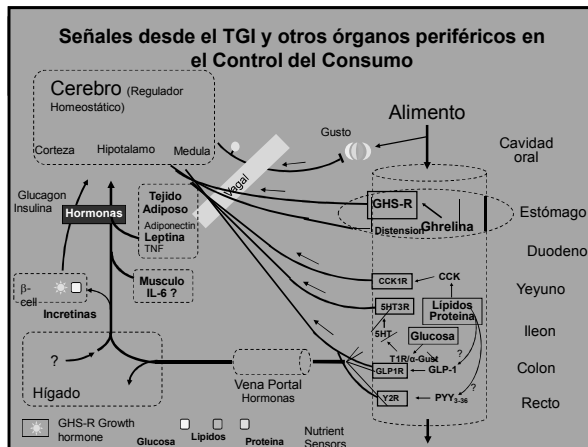 Señales desde el TGI y otros órganos periféricos en
el Control del Consumo
Cerebro (Regulador
Homeostático)
Corteza Hipotalamo Medula
Gusto
Alimento
Cavidad
oral
Vagal
Glucagon
Insulina
Hormonas
Tejido
Adiposo
Adiponectin
Leptina
TNF
GHS-R
Ghrelina
Distension
Estómago
Duodeno
Musculo
IL-6 ?
CCK1R
CCK
Yeyuno
β-
cell
Incretinas
5HT3R
Lipidos
Proteina
5HT
Glucosa
Ileon
T1R/α-Gust
?
?
GLP1R
GLP-1
Colon
Hígado
Vena Portal
Hormonas
Y2R
PYY3-36
?
Recto
GHS-R Growth
hormone
Glucosa
Lipidos
Proteina
Nutrient
Sensors